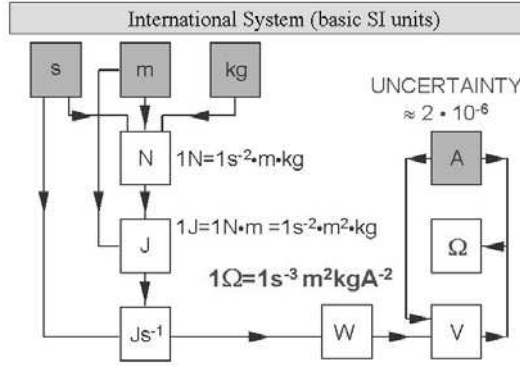 International System (basic SI units)
s
m
kg
UNCERTAINTY
≈ 2 • 10⁻⁶
N
1N=1s⁻²•m•kg
A
J
1J=1N•m =1s⁻²•m²•kg
Ω
1Ω=1s⁻³ m²kgA⁻²
Js⁻¹
W
V